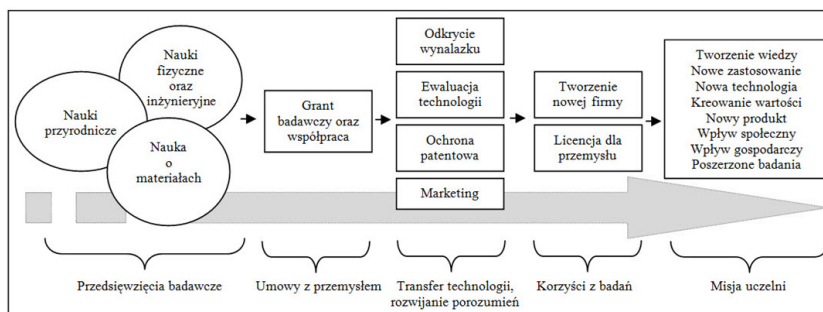 Nauki
fizyczne
oraz
inżynieryjne
Nauki
przyrodnicze
Nauka
o
materiałach
Grant
badawczy oraz
współpraca
Odkrycie
wynalazku
Ewaluacja
technologii
Ochrona
patentowa
Marketing
Tworzenie
nowej firmy
Licencja dla
przemysłu
Tworzenie wiedzy
Nowe zastosowanie
Nowa technologia
Kreowanie wartości
Nowy produkt
Wpływ społeczny
Wpływ gospodarczy
Poszerzone badania
Przedsięwzięcia badawcze
Umowy z przemysłem
Transfer technologii,
rozwijanie porozumień
Korzyści z badań
Misja uczelni